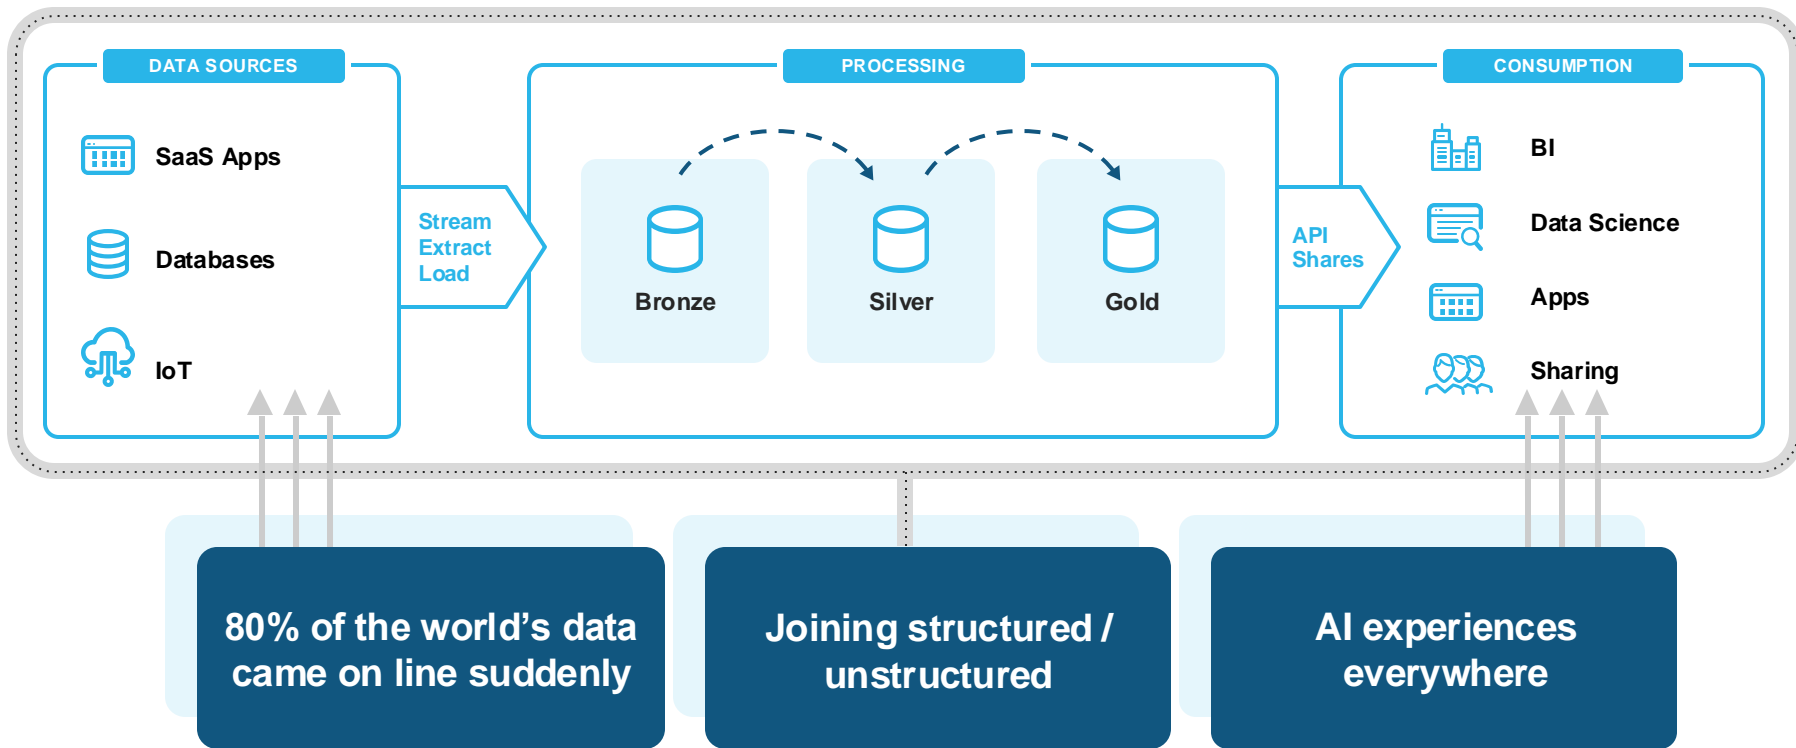 DATA SOURCES
SaaS Apps
Databases
IoT
Stream
Extract
Load
PROCESSING
Bronze
Silver
Gold
API
Shares
CONSUMPTION
BI
Data Science
Apps
Sharing
80% of the world’s data
came on line suddenly
Joining structured /
unstructured
AI experiences
everywhere